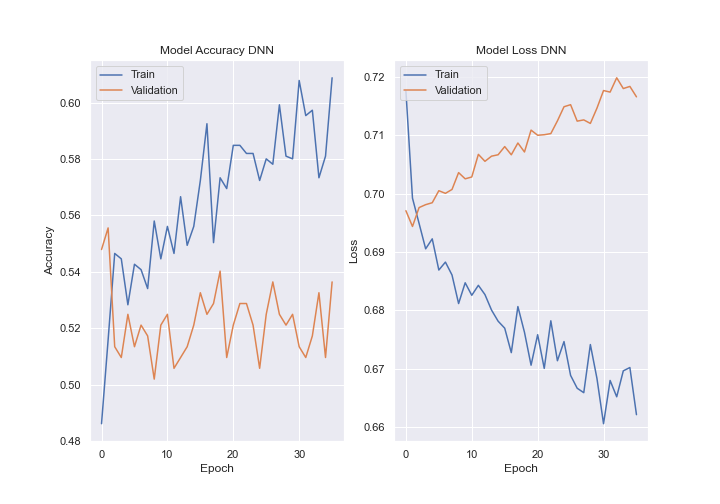 Model Accuracy DNN
Train
Validation
0.60
0.58
0.56
0.54
0.52
0.50
0.48
Accuracy
0 10 20 30
Epoch
Model Loss DNN
Train
Validation
0.72
0.71
0.70
0.69
0.68
0.67
0.66
Loss
0 10 20 30
Epoch